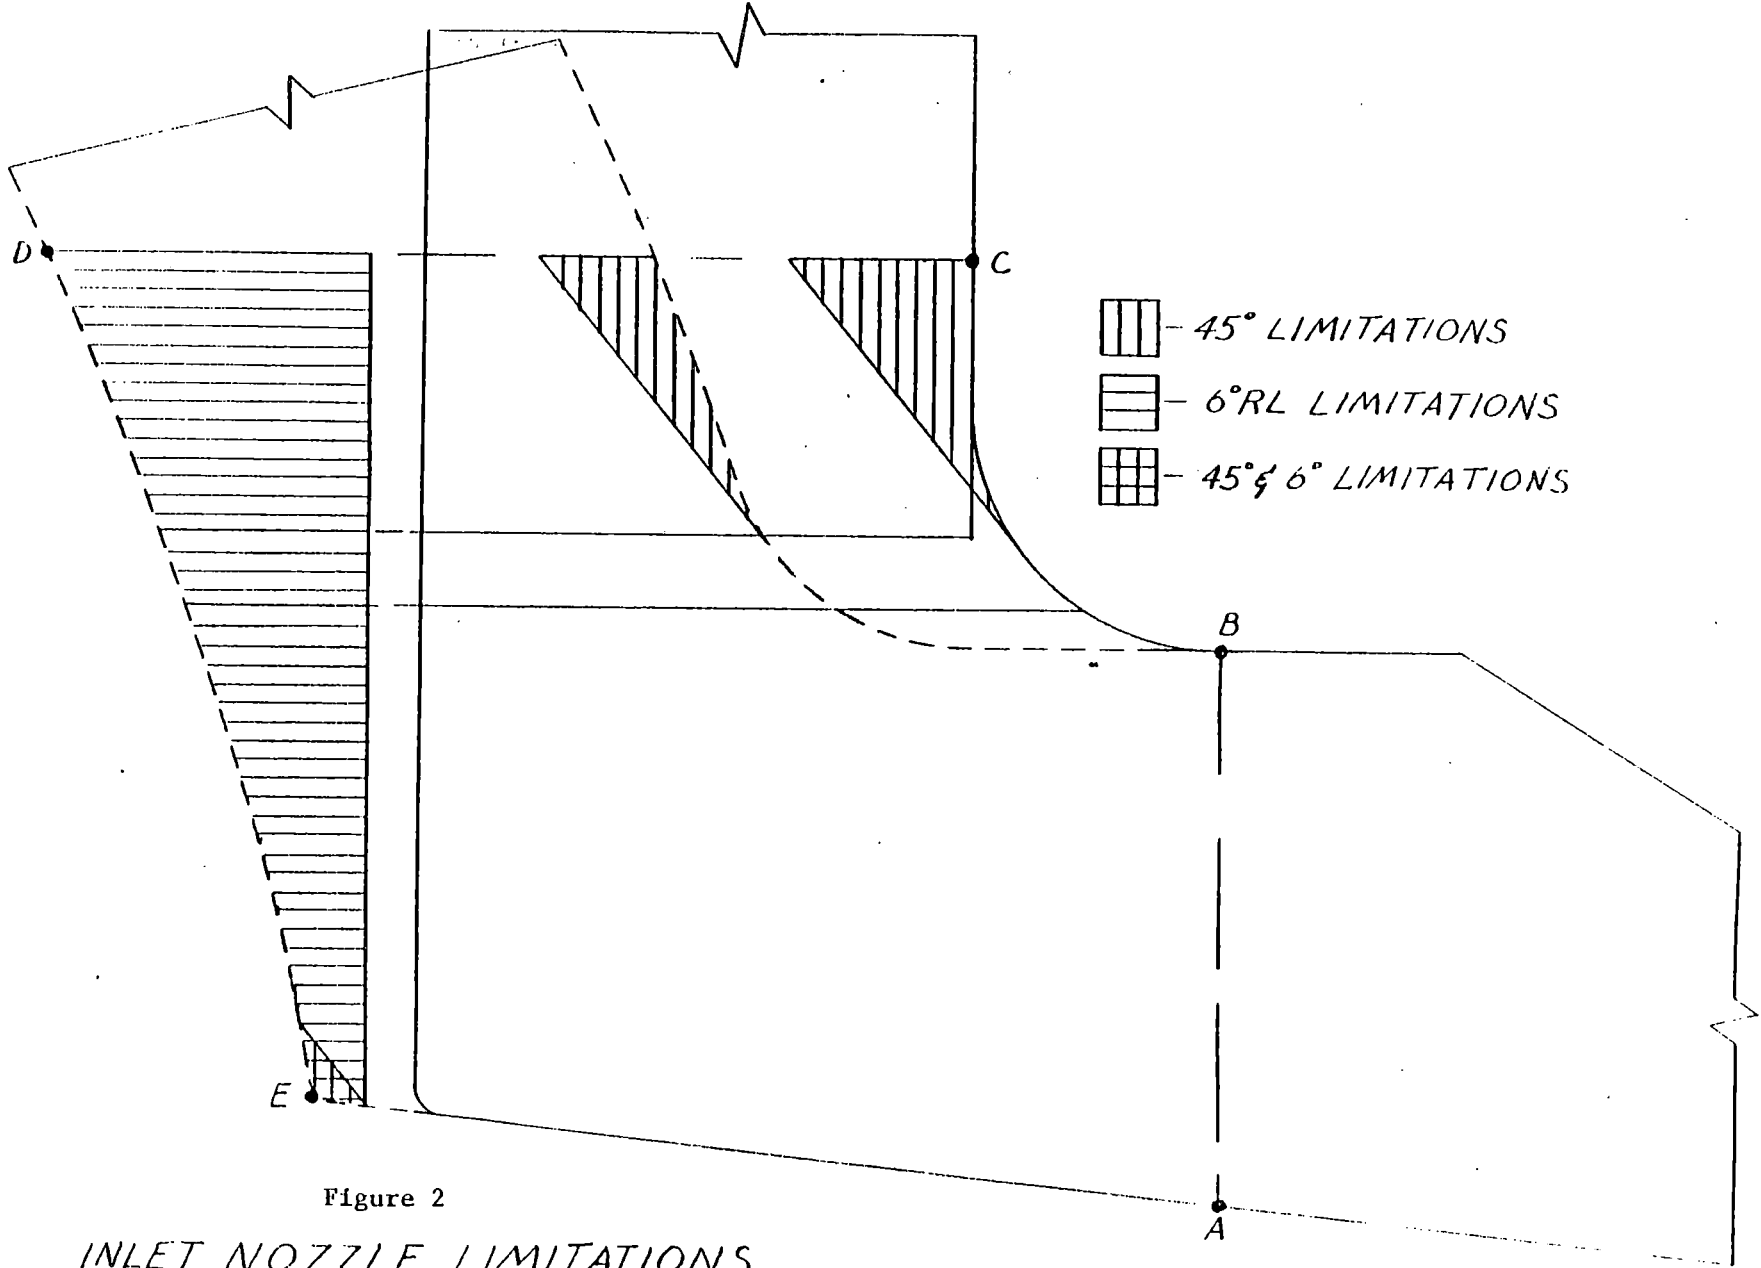 D
C
- 45° LIMITATIONS
- 6°RL LIMITATIONS
- 45° & 6° LIMITATIONS
B
E
A
Figure 2
INLET NOZZLE LIMITATIONS